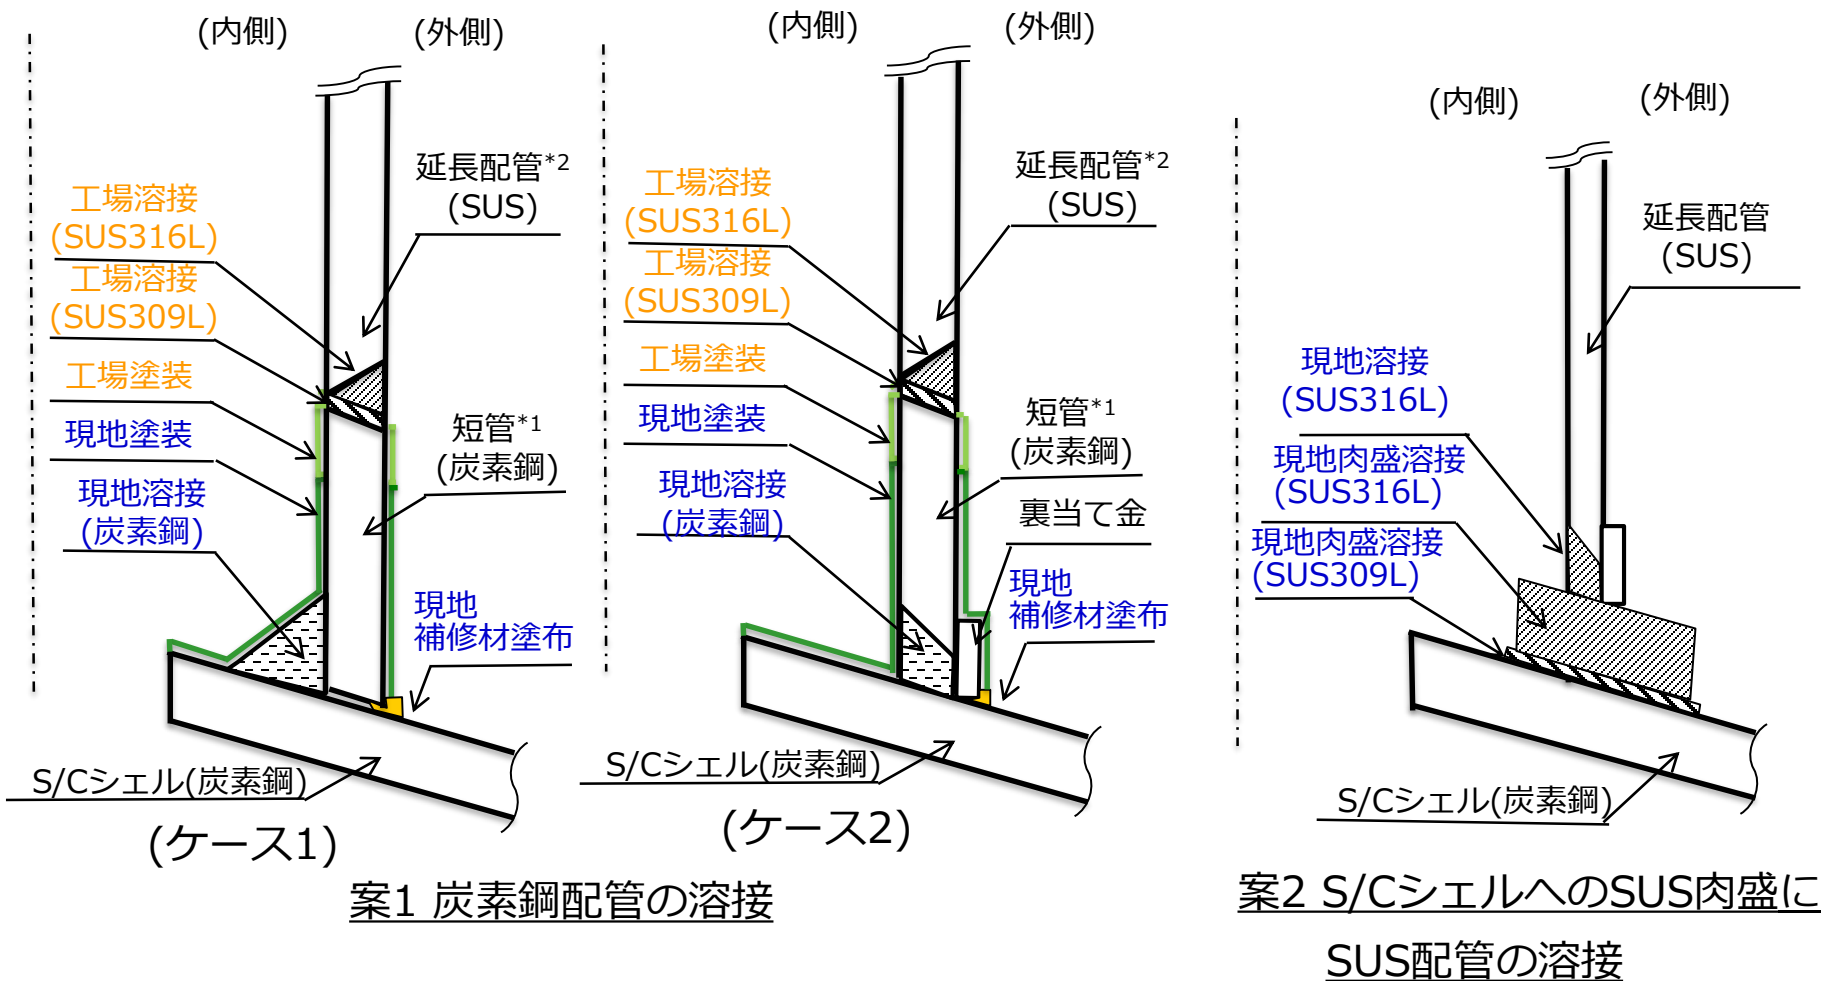 (内側)
(外側)
延長配管*2
(SUS)
工場溶接
(SUS316L)
工場溶接
(SUS309L)
工場塗装
現地塗装
短管*1
(炭素鋼)
現地溶接
(炭素鋼)
現地
補修材塗布
S/Cシェル(炭素鋼)
(ケース1)
(内側)
(外側)
延長配管*2
(SUS)
工場溶接
(SUS316L)
工場溶接
(SUS309L)
工場塗装
現地塗装
短管*1
(炭素鋼)
現地溶接
(炭素鋼)
裏当て金
現地
補修材塗布
S/Cシェル(炭素鋼)
(ケース2)
案1 炭素鋼配管の溶接
(内側)
(外側)
延長配管
(SUS)
現地溶接
(SUS316L)
現地肉盛溶接
(SUS316L)
現地肉盛溶接
(SUS309L)
S/Cシェル(炭素鋼)
案2 S/CシェルへのSUS肉盛に
SUS配管の溶接